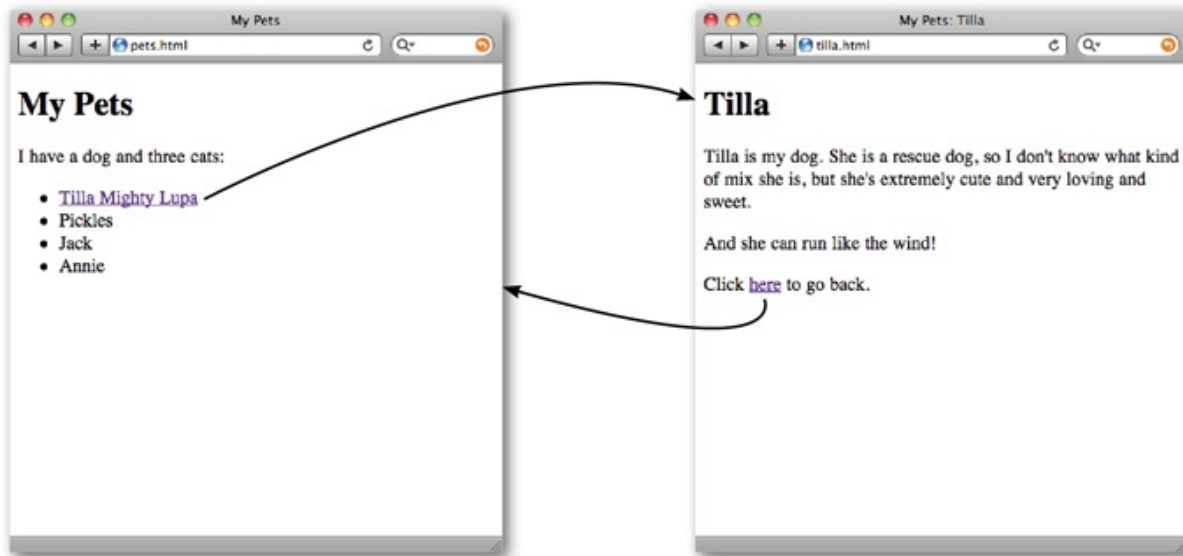 My Pets
pets.html
My Pets
I have a dog and three cats:
Tilla Mighty Lupa
Pickles
Jack
Annie
My Pets: Tilla
tilla.html
Tilla
Tilla is my dog. She is a rescue dog, so I don't know what kind
of mix she is, but she's extremely cute and very loving and
sweet.
And she can run like the wind!
Click here to go back.